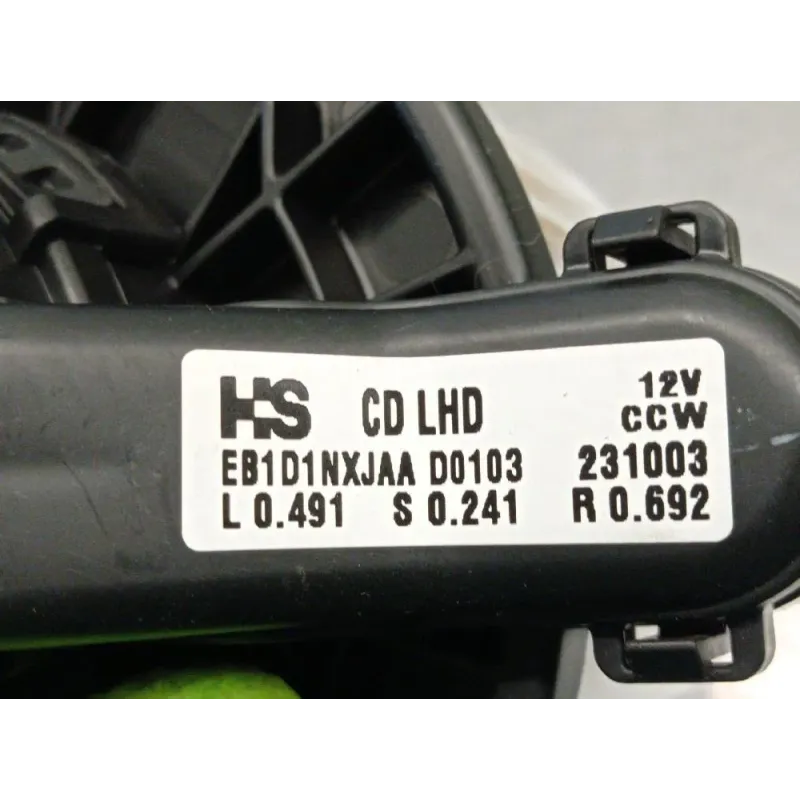 HS CD LHD 12V
CCW
EB1D1NXJAA D0103 231003
L 0.491 S 0.241 R 0.692